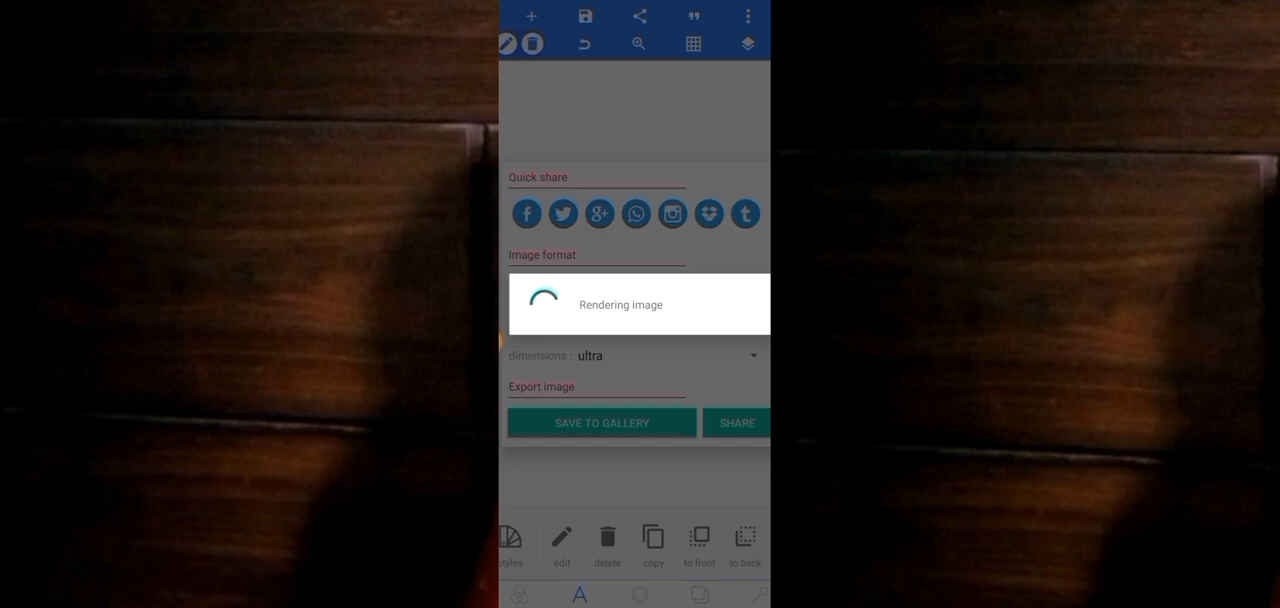 Quick share
Image format
Rendering image
dimensions : ultra
Export image
SAVE TO GALLERY SHARE
styles edit delete copy to front to back